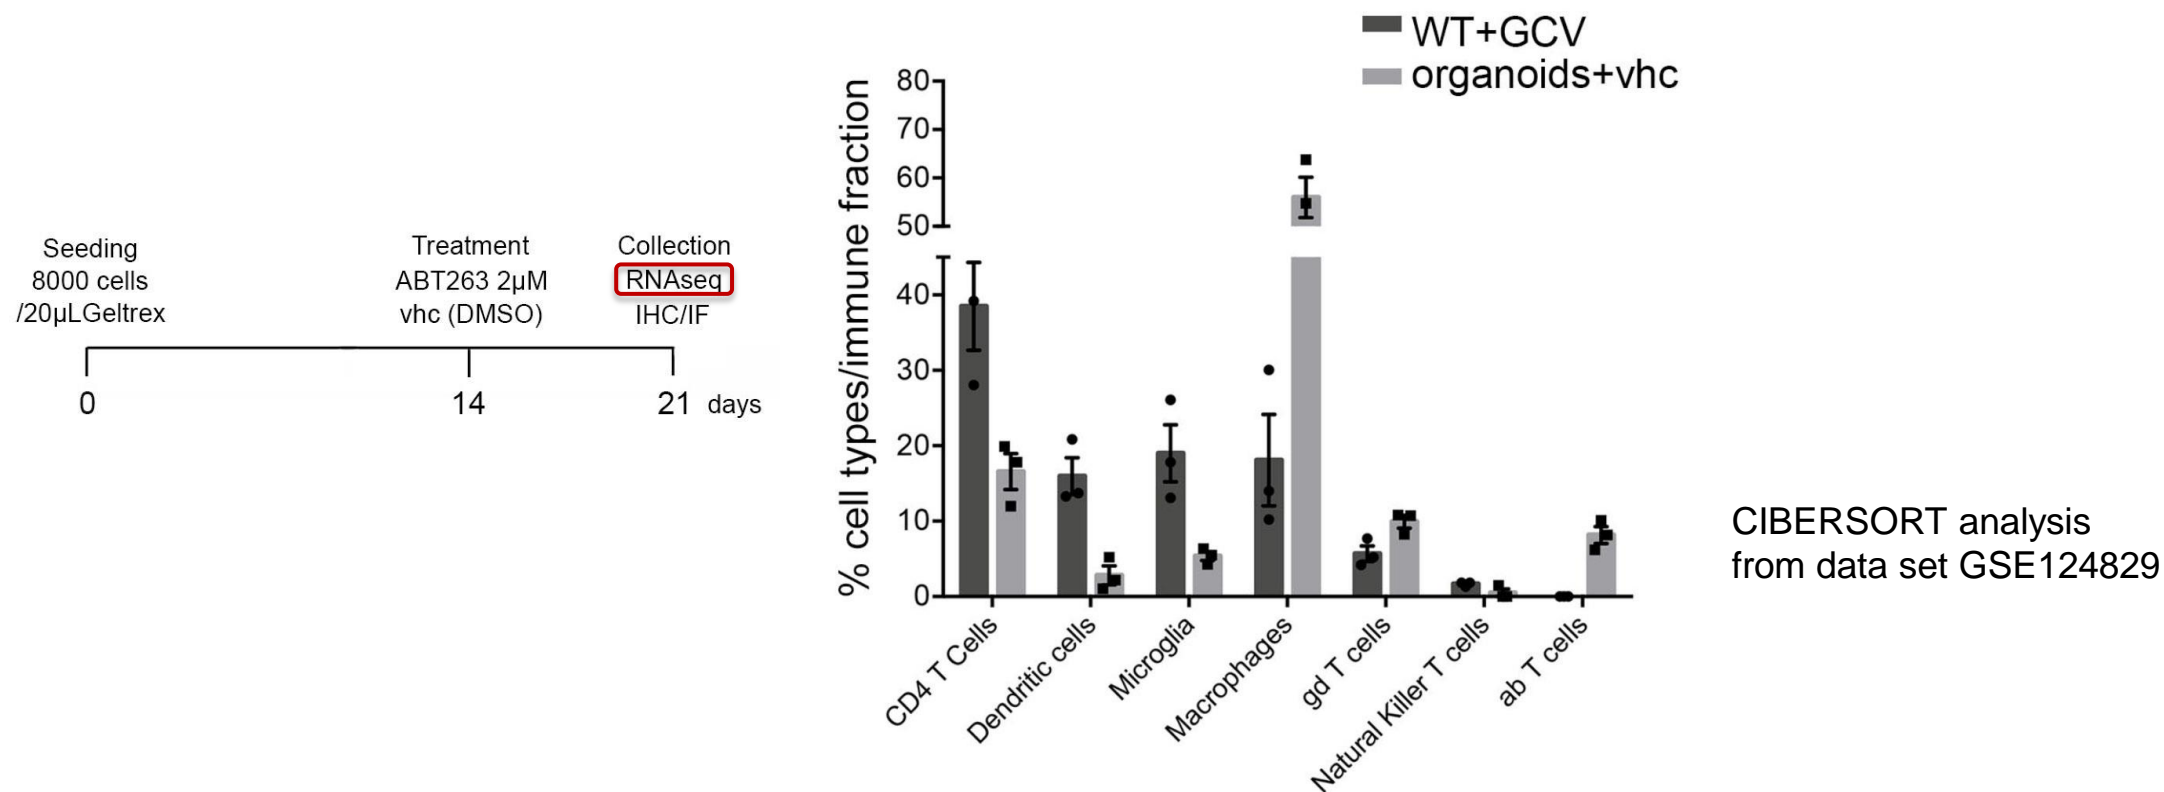 Seeding
8000 cells
/20µLGeltrex
Treatment
ABT263 2µM
vhc (DMSO)
Collection
RNAseq
IHC/IF
0
14
21 days
WT+GCV
organoids+vhc
% cell types/immune fraction
80
70
60
50
40
30
20
10
0
CD4 T Cells
Dendritic cells
Microglia
Macrophages
gd T cells
Natural Killer T cells
ab T cells
CIBERSORT analysis
from data set GSE124829